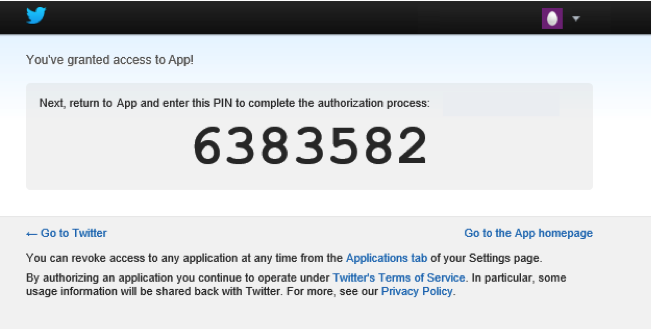 You've granted access to App!
Next, return to App and enter this PIN to complete the authorization process:
6383582
← Go to Twitter
Go to the App homepage
You can revoke access to any application at any time from the Applications tab of your Settings page.
By authorizing an application you continue to operate under Twitter's Terms of Service. In particular, some
usage information will be shared back with Twitter. For more, see our Privacy Policy.